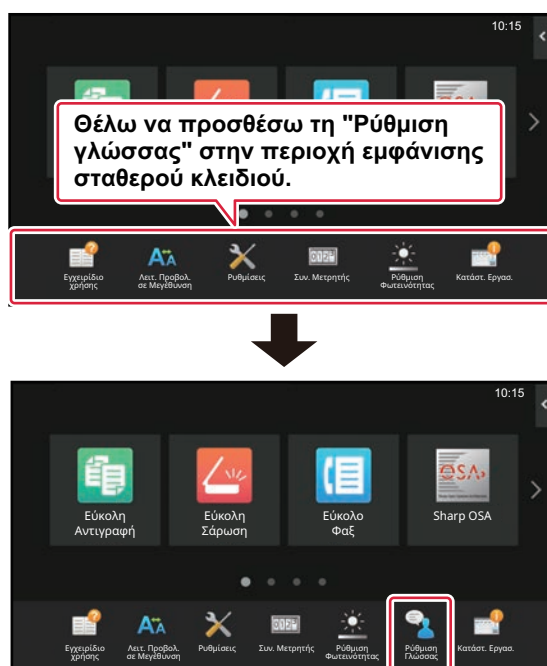 10:15
Θέλω να προσθέσω τη "Ρύθμιση
γλώσσας" στην περιοχή εμφάνισης
σταθερού κλειδιού.
Εγχειρίδιο
χρήσης
Λειτ. Προβολ.
σε Μεγέθυνση
Ρυθμίσεις
Συν. Μετρητής
Ρύθμιση
Φωτεινότητας
Κατάστ. Εργασ.
10:15
Εύκολη
Αντιγραφή
Εύκολη
Σάρωση
Εύκολο
Φαξ
Sharp OSA
Εγχειρίδιο
χρήσης
Λειτ. Προβολ.
σε Μεγέθυνση
Ρυθμίσεις
Συν. Μετρητής
Ρύθμιση
Φωτεινότητας
Ρύθμιση
Γλώσσας
Κατάστ. Εργασ.